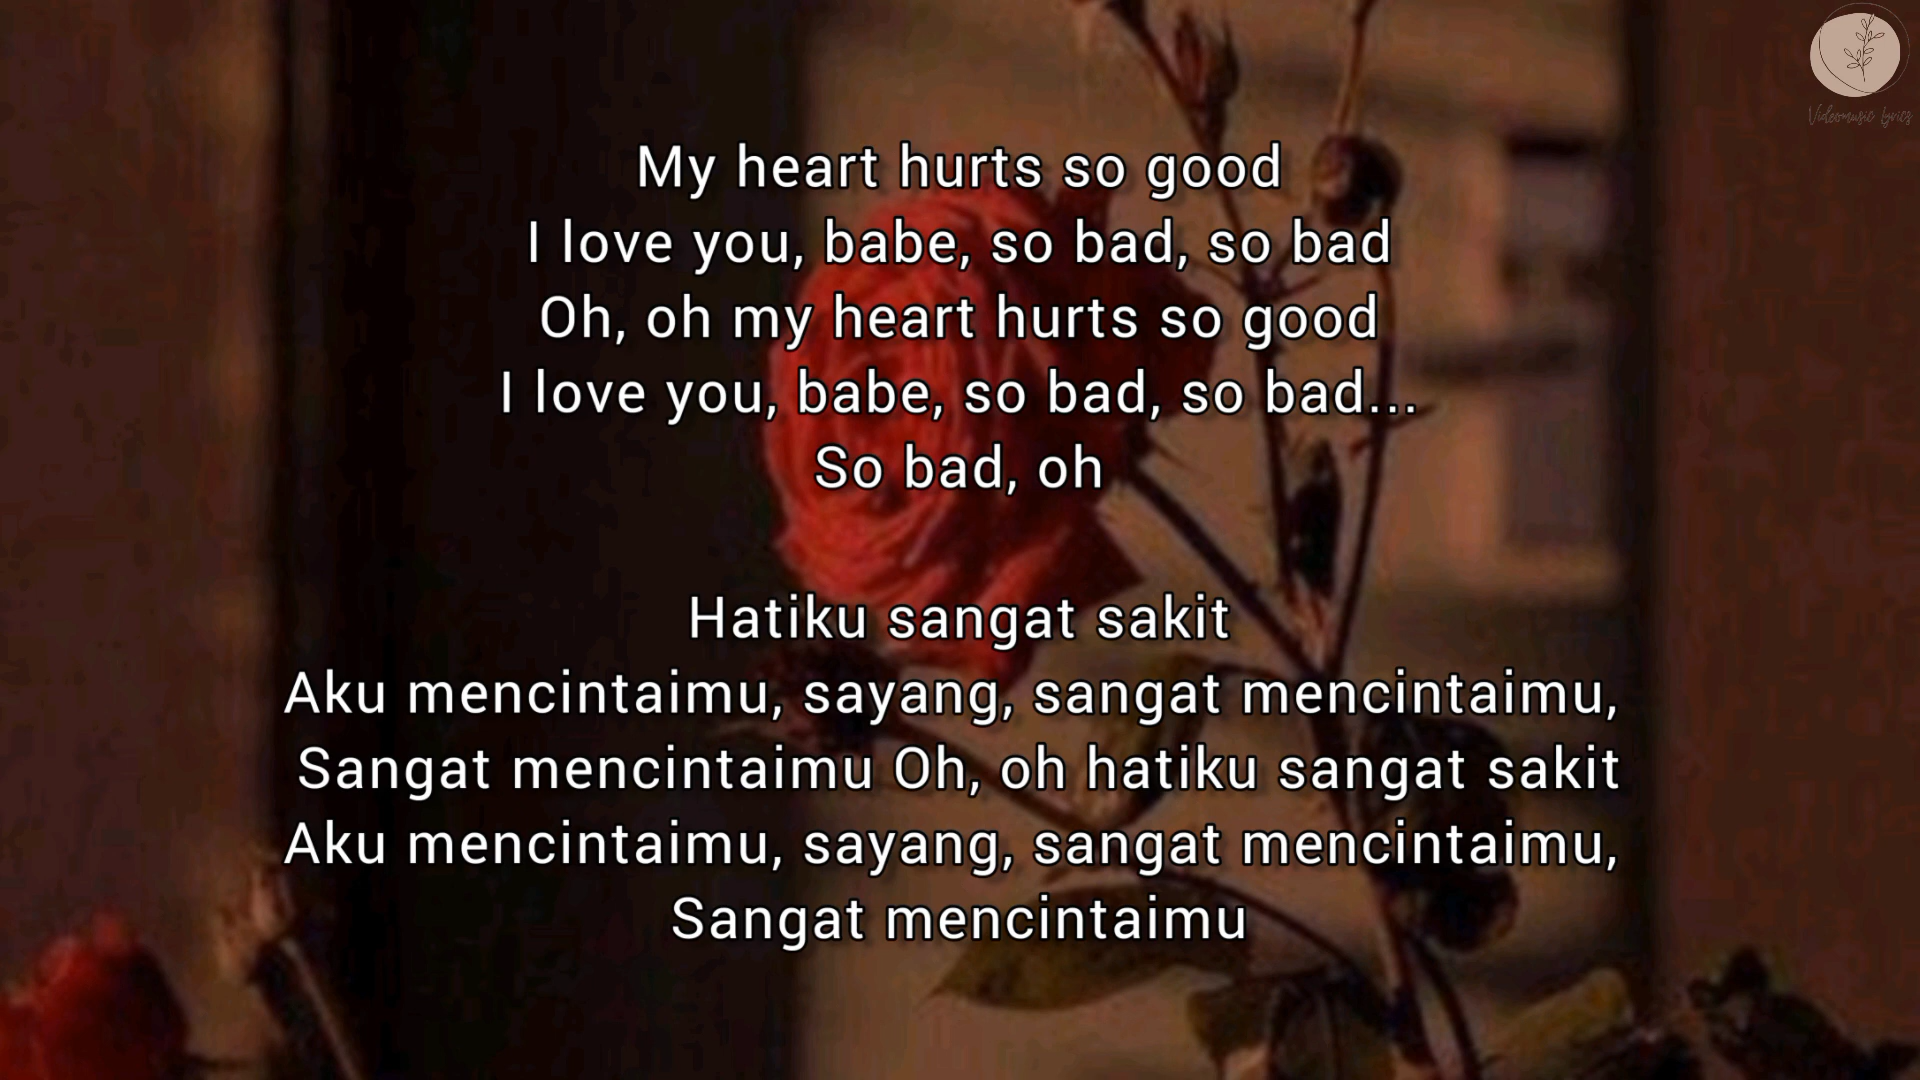 Videomusic lyrics
My heart hurts so good
I love you, babe, so bad, so bad
Oh, oh my heart hurts so good
I love you, babe, so bad, so bad...
So bad, oh
Hatiku sangat sakit
Aku mencintaimu, sayang, sangat mencintaimu,
Sangat mencintaimu Oh, oh hatiku sangat sakit
Aku mencintaimu, sayang, sangat mencintaimu,
Sangat mencintaimu